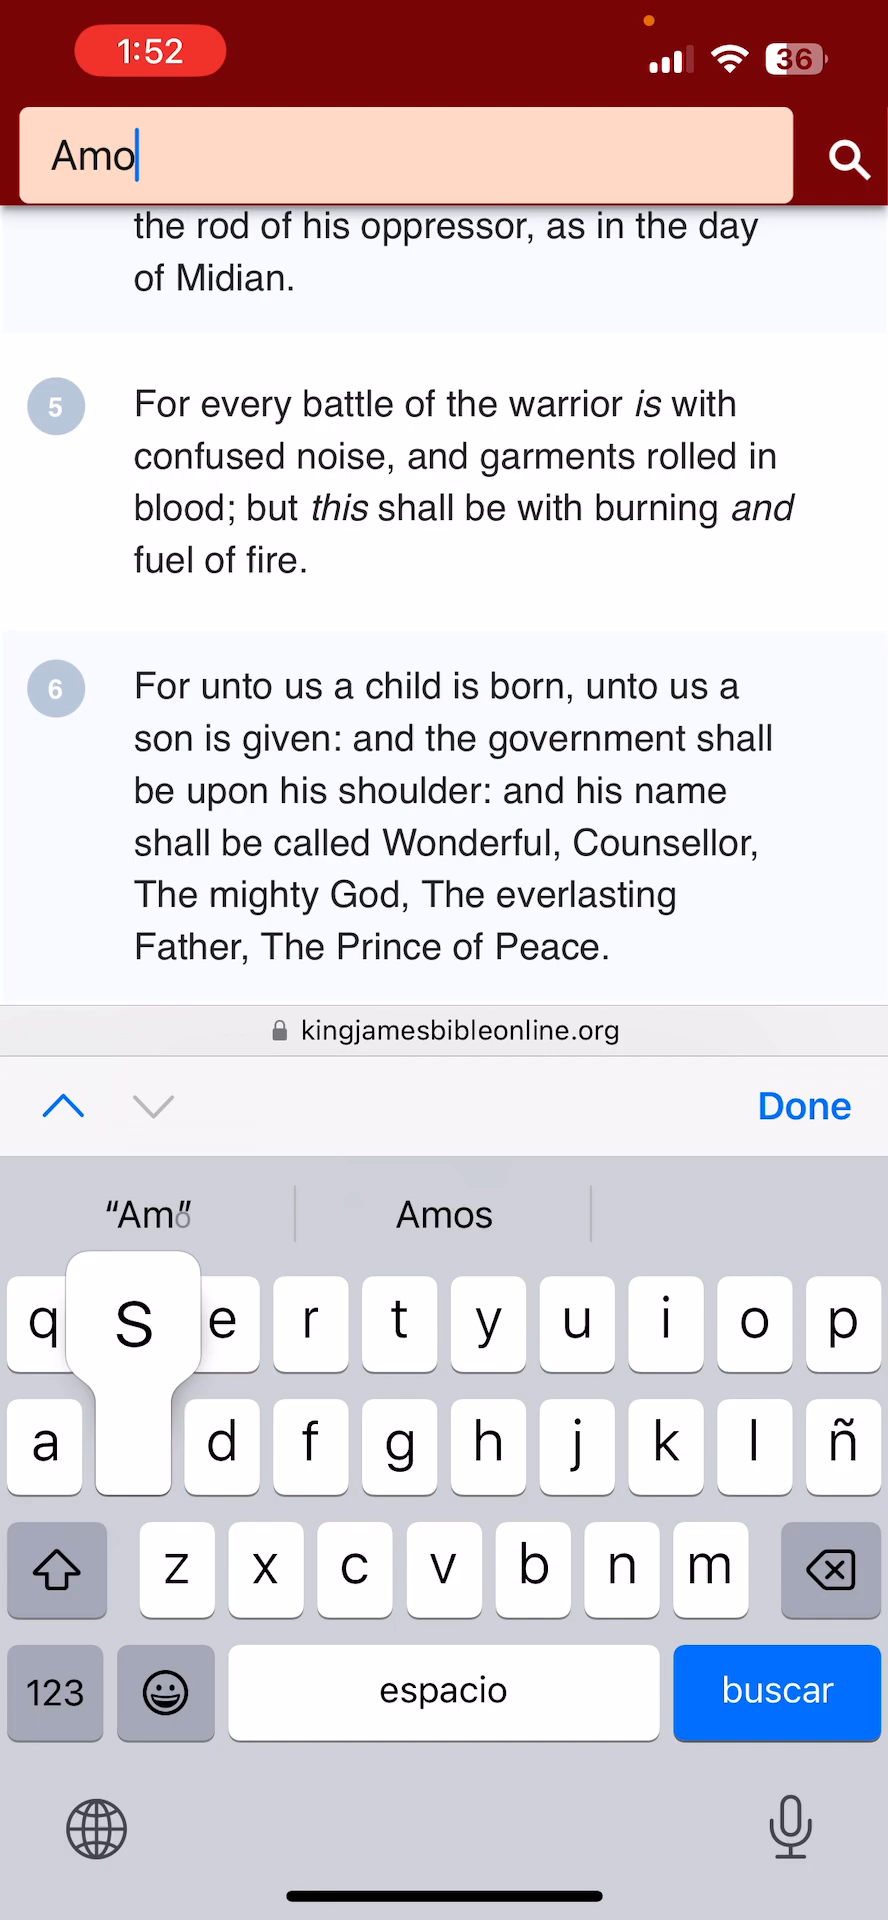 1:52
36
Amo
the rod of his oppressor, as in the day
of Midian.
5
For every battle of the warrior is with
confused noise, and garments rolled in
blood; but this shall be with burning and
fuel of fire.
6
For unto us a child is born, unto us a
son is given: and the government shall
be upon his shoulder: and his name
shall be called Wonderful, Counsellor,
The mighty God, The everlasting
Father, The Prince of Peace.
kingjamesbibleonline.org
Done
Amos
q S e r t y u i o p
a d f g h j k l ñ
z x c v b n m
123 espacio buscar